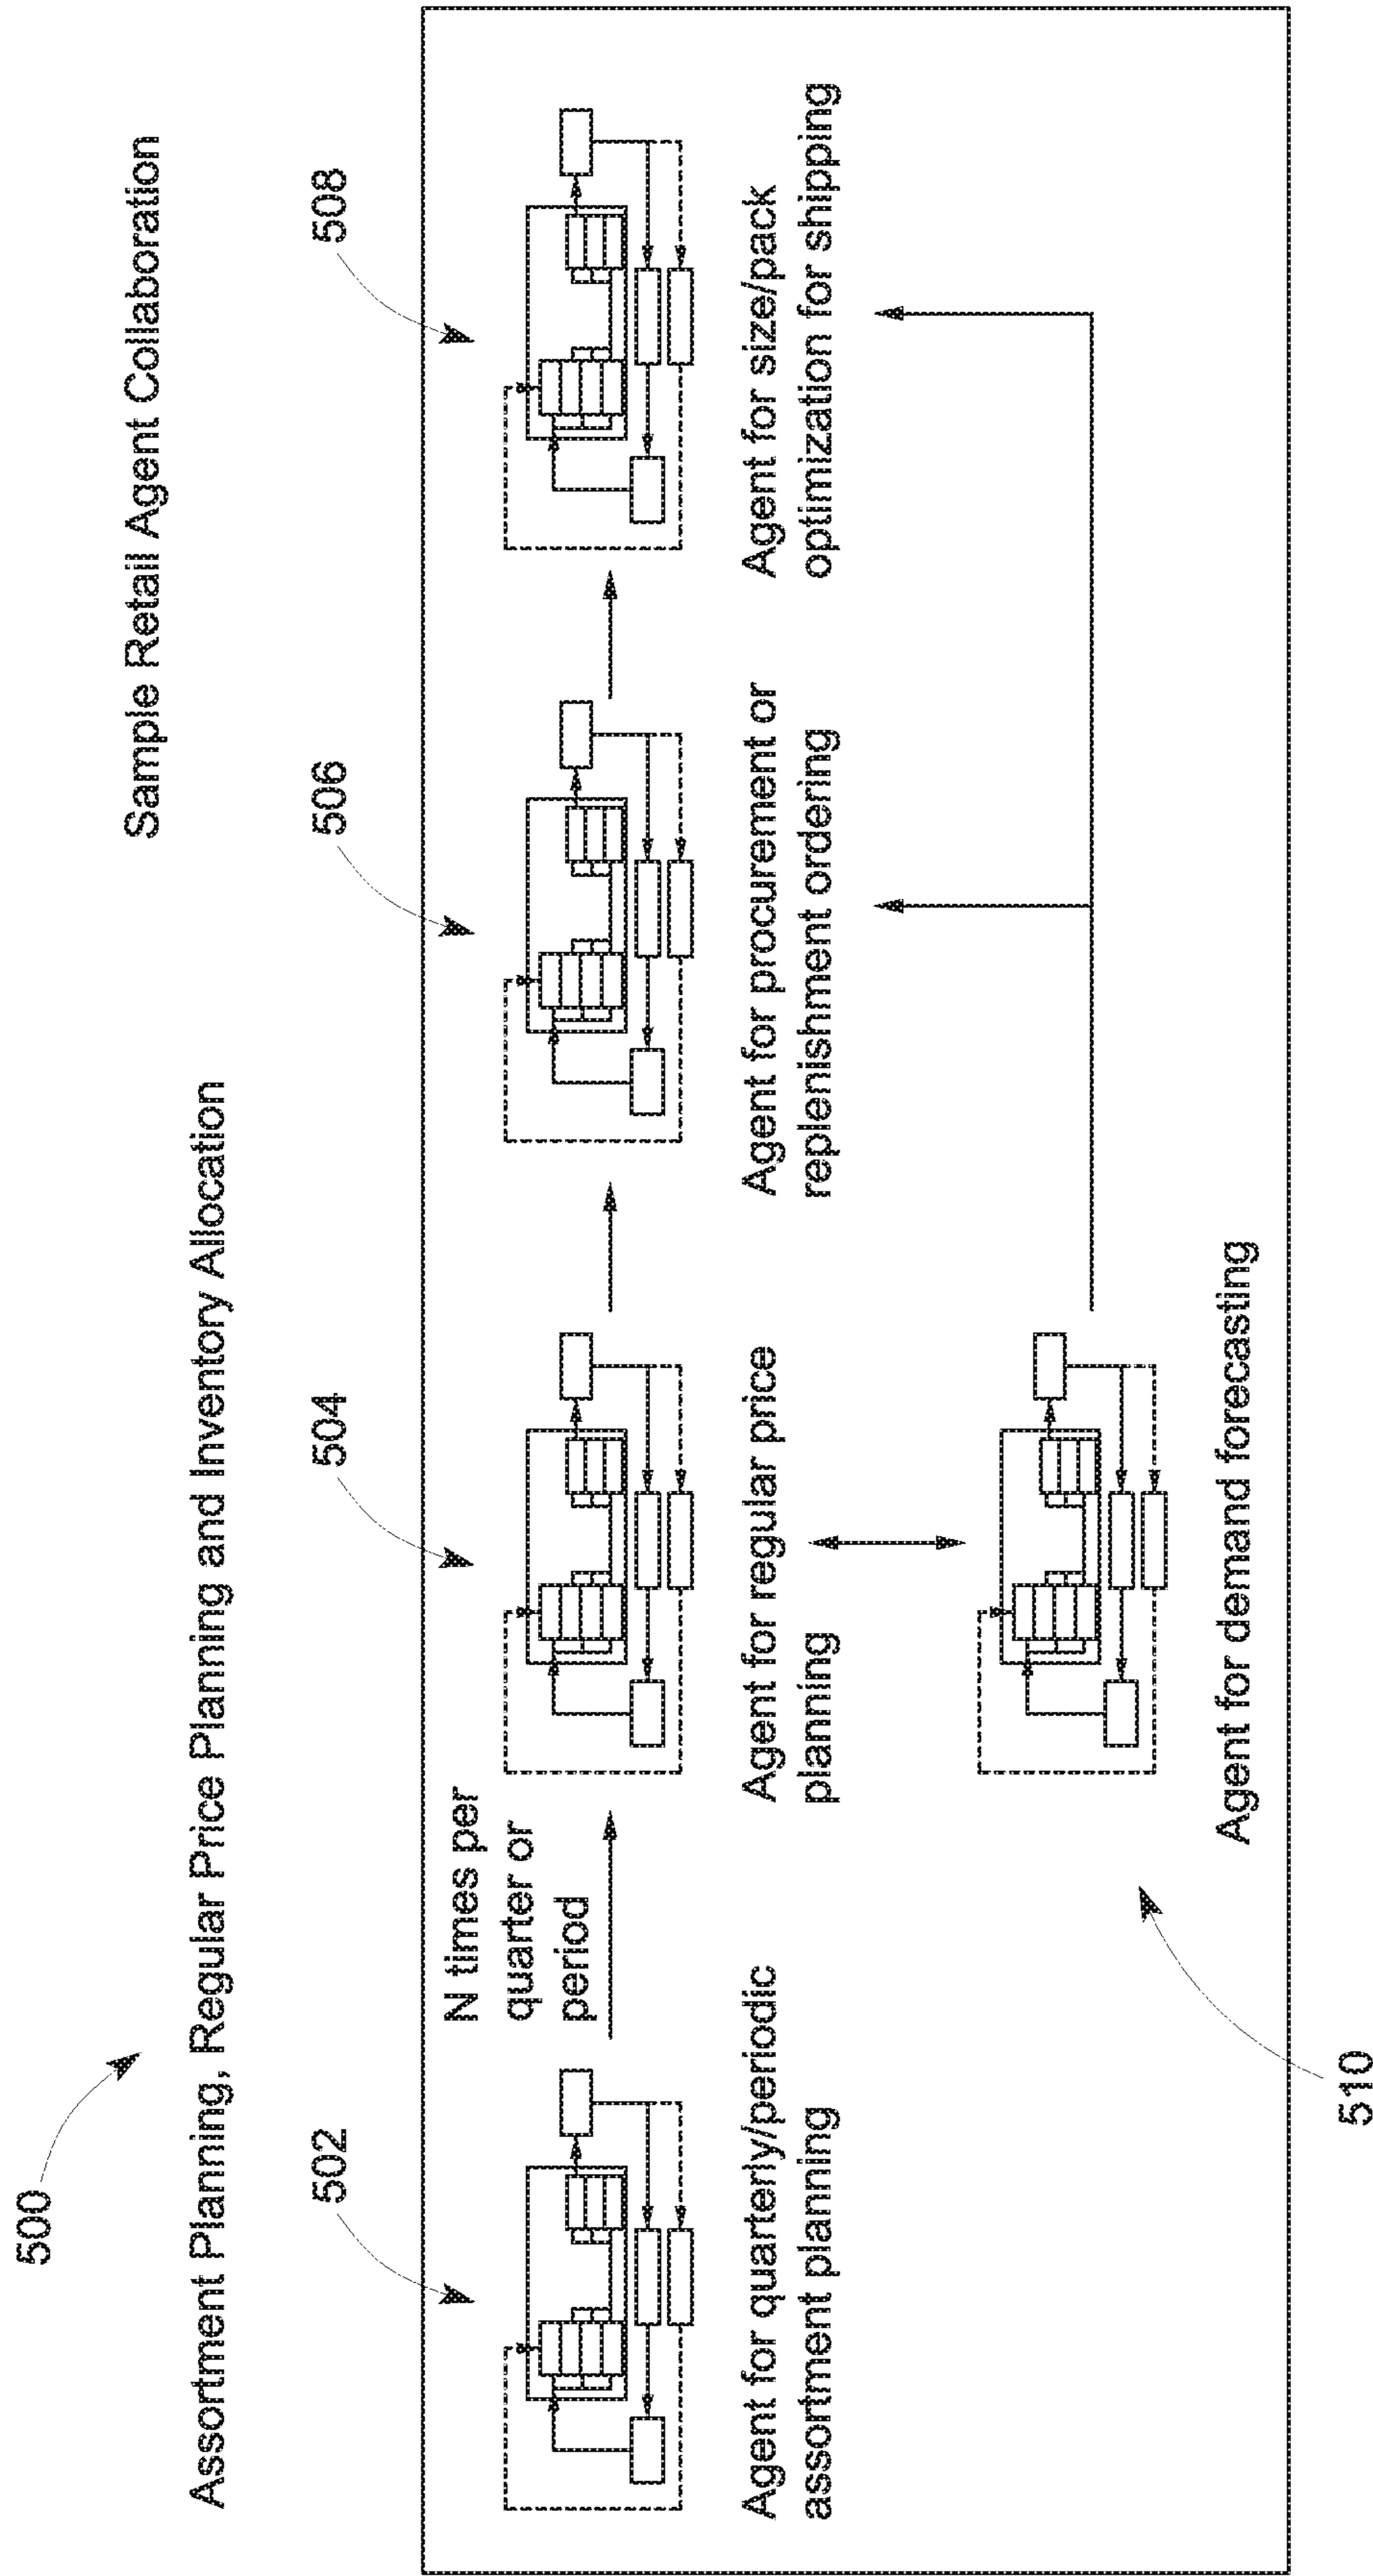 500
Sample Retail Agent Collaboration
Assortment Planning, Regular Price Planning and Inventory Allocation
502
504
506
508
N times per
quarter or
period
Agent for quarterly/periodic
assortment planning
Agent for regular price
planning
Agent for procurement or
replenishment ordering
Agent for size/pack
optimization for shipping
Agent for demand forecasting
510